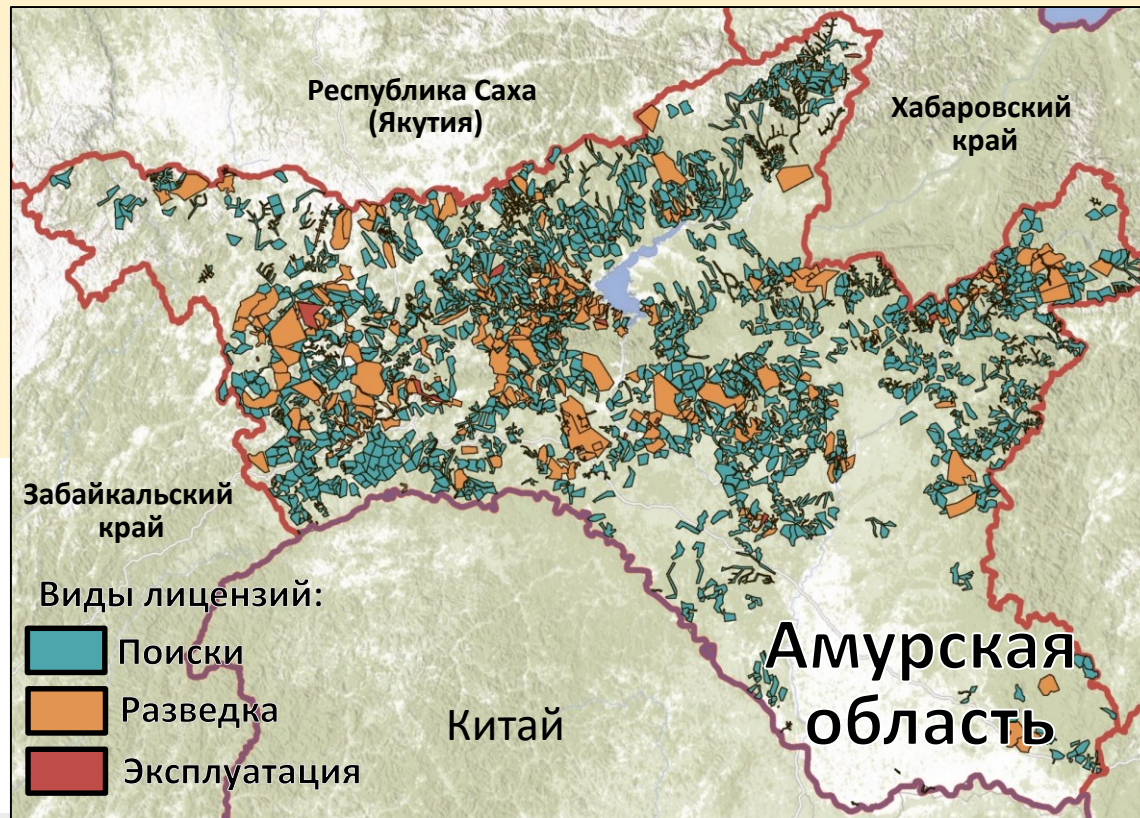 Республика Саха
(Якутия)
Хабаровский
край
Забайкальский
край
Виды лицензий:
Поиски
Разведка
Эксплуатация
Китай
Амурская
область